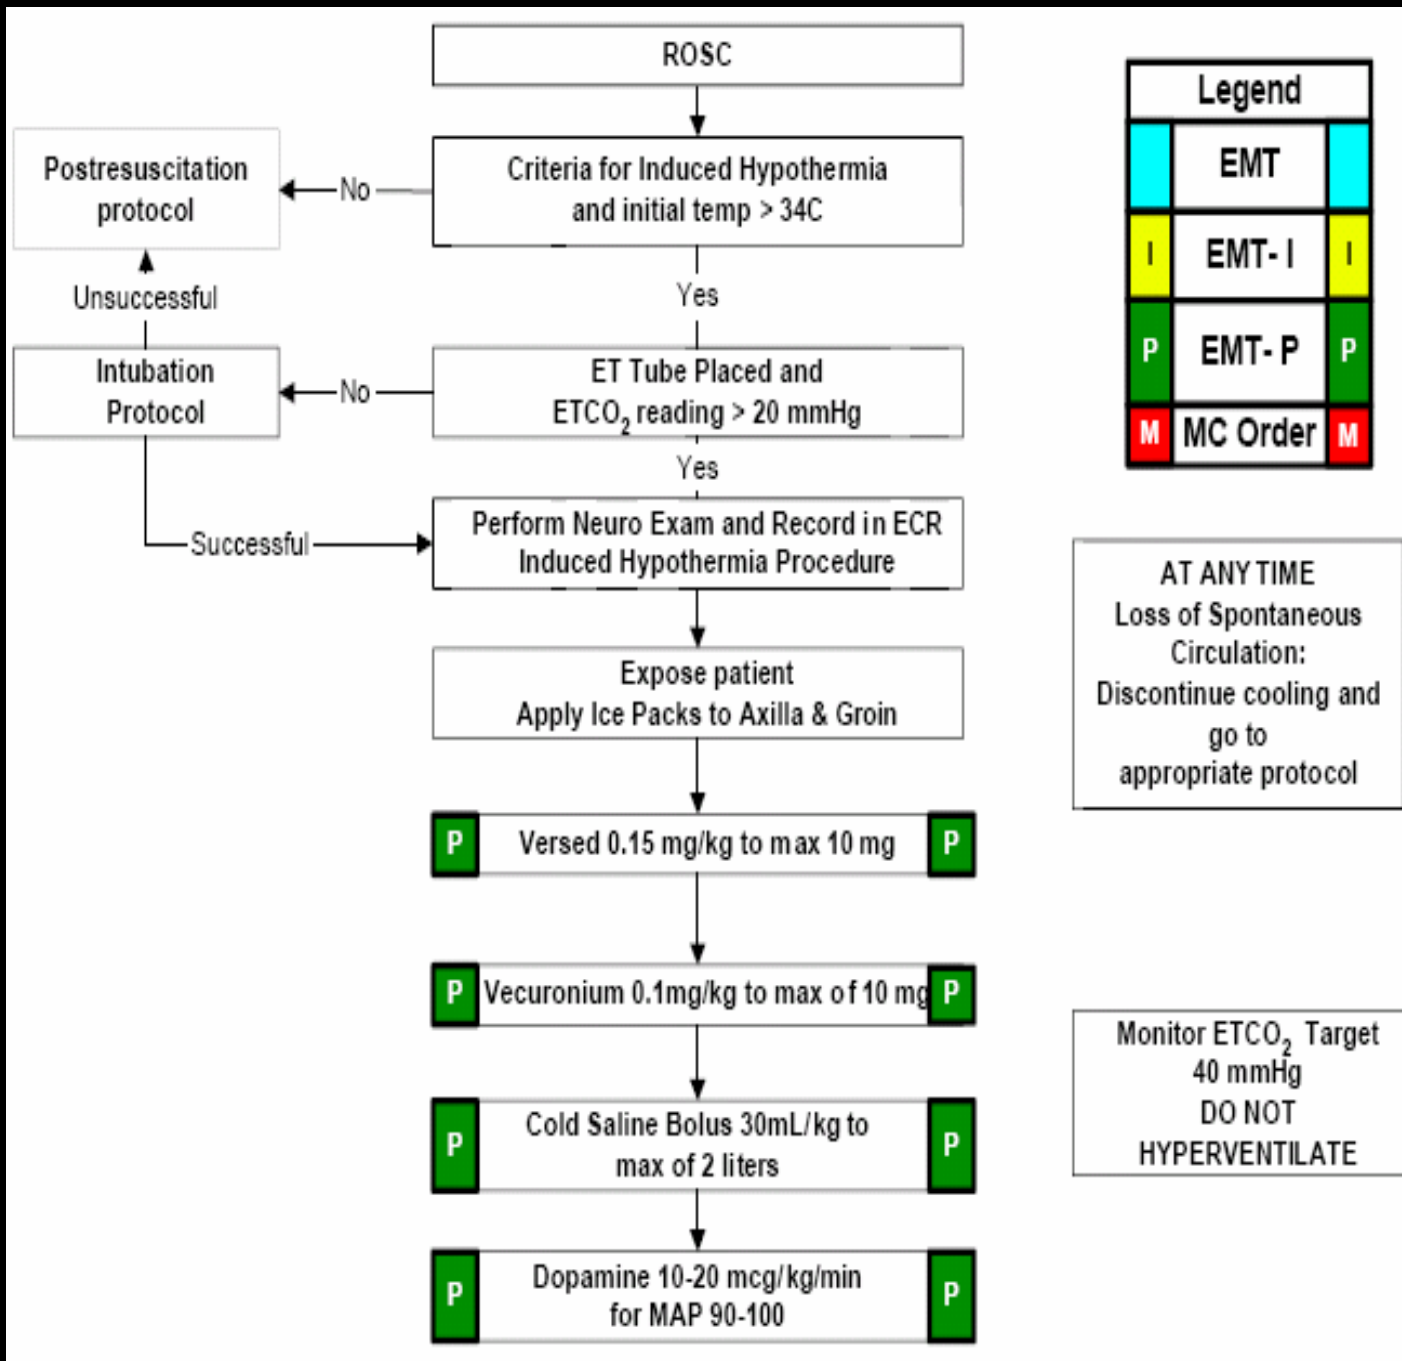 ROSC
Criteria for Induced Hypothermia
and initial temp > 34C
No
Postresuscitation
protocol
Unsuccessful
Yes
Intubation
Protocol
No
ET Tube Placed and
ETCO₂ reading > 20 mmHg
Yes
Successful
Perform Neuro Exam and Record in ECR
Induced Hypothermia Procedure
Expose patient
Apply Ice Packs to Axilla & Groin
P Versed 0.15 mg/kg to max 10 mg P
P Vecuronium 0.1mg/kg to max of 10 mg P
Cold Saline Bolus 30mL/kg to
P max of 2 liters P
Dopamine 10-20 mcg/kg/min
P for MAP 90-100 P
Legend
EMT
I EMT- I I
P EMT- P P
M MC Order M
AT ANY TIME
Loss of Spontaneous
Circulation:
Discontinue cooling and
go to
appropriate protocol
Monitor ETCO₂ Target
40 mmHg
DO NOT
HYPERVENTILATE